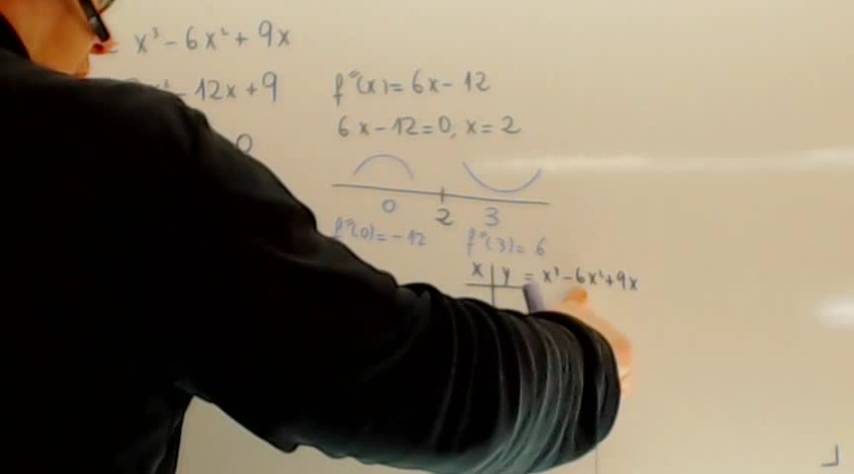 x³ - 6x² + 9x
x² - 12x + 9
0
f''(x) = 6x - 12
6x - 12 = 0, x = 2
0 2 3
f''(0) = -12 f''(3) = 6
x | y = x³ - 6x² + 9x